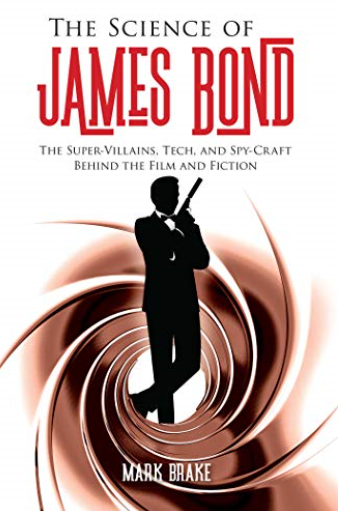 The Science of
JAMES BOND
The Super-Villains, Tech, and Spy-Craft
Behind the Film and Fiction
MARK BRAKE